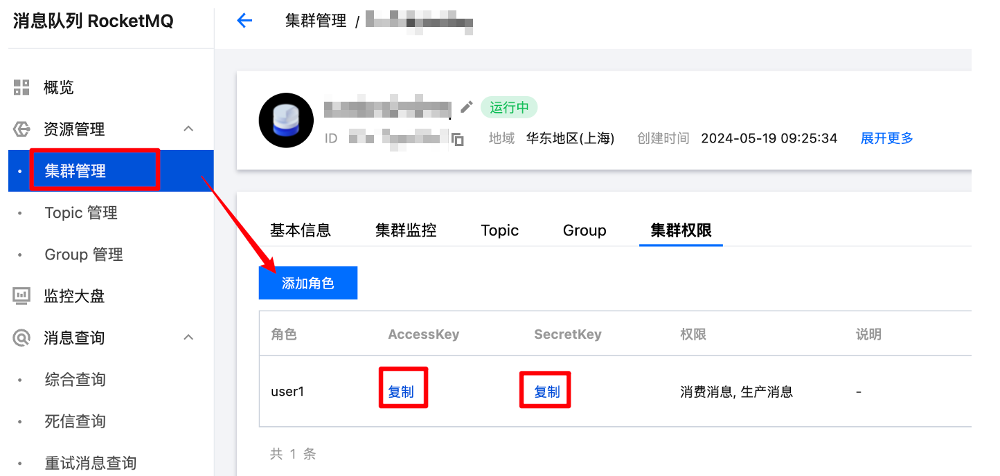 消息队列 RocketMQ
概览
资源管理
集群管理
Topic 管理
Group 管理
监控大盘
消息查询
综合查询
死信查询
重试消息查询
集群管理 /
运行中
ID 地域 华东地区(上海) 创建时间 2024-05-19 09:25:34 展开更多
基本信息 集群监控 Topic Group 集群权限
添加角色
角色 AccessKey SecretKey 权限 说明
user1 复制 复制 消费消息, 生产消息 -
共 1 条